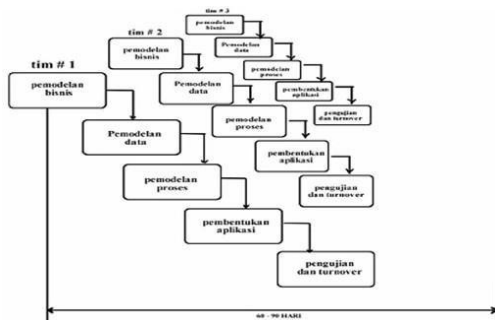 tim # 1
pemodelan
bisnis
Pemodelan
data
pemodelan
proses
pembentukan
aplikasi
pengujian
dan turnover
tim # 2
pemodelan
bisnis
Pemodelan
data
pemodelan
proses
pembentukan
aplikasi
pengujian
dan turnover
tim # 3
pemodelan
bisnis
Pemodelan
data
pemodelan
proses
pembentukan
aplikasi
pengujian
dan turnover
60 - 90 HARI